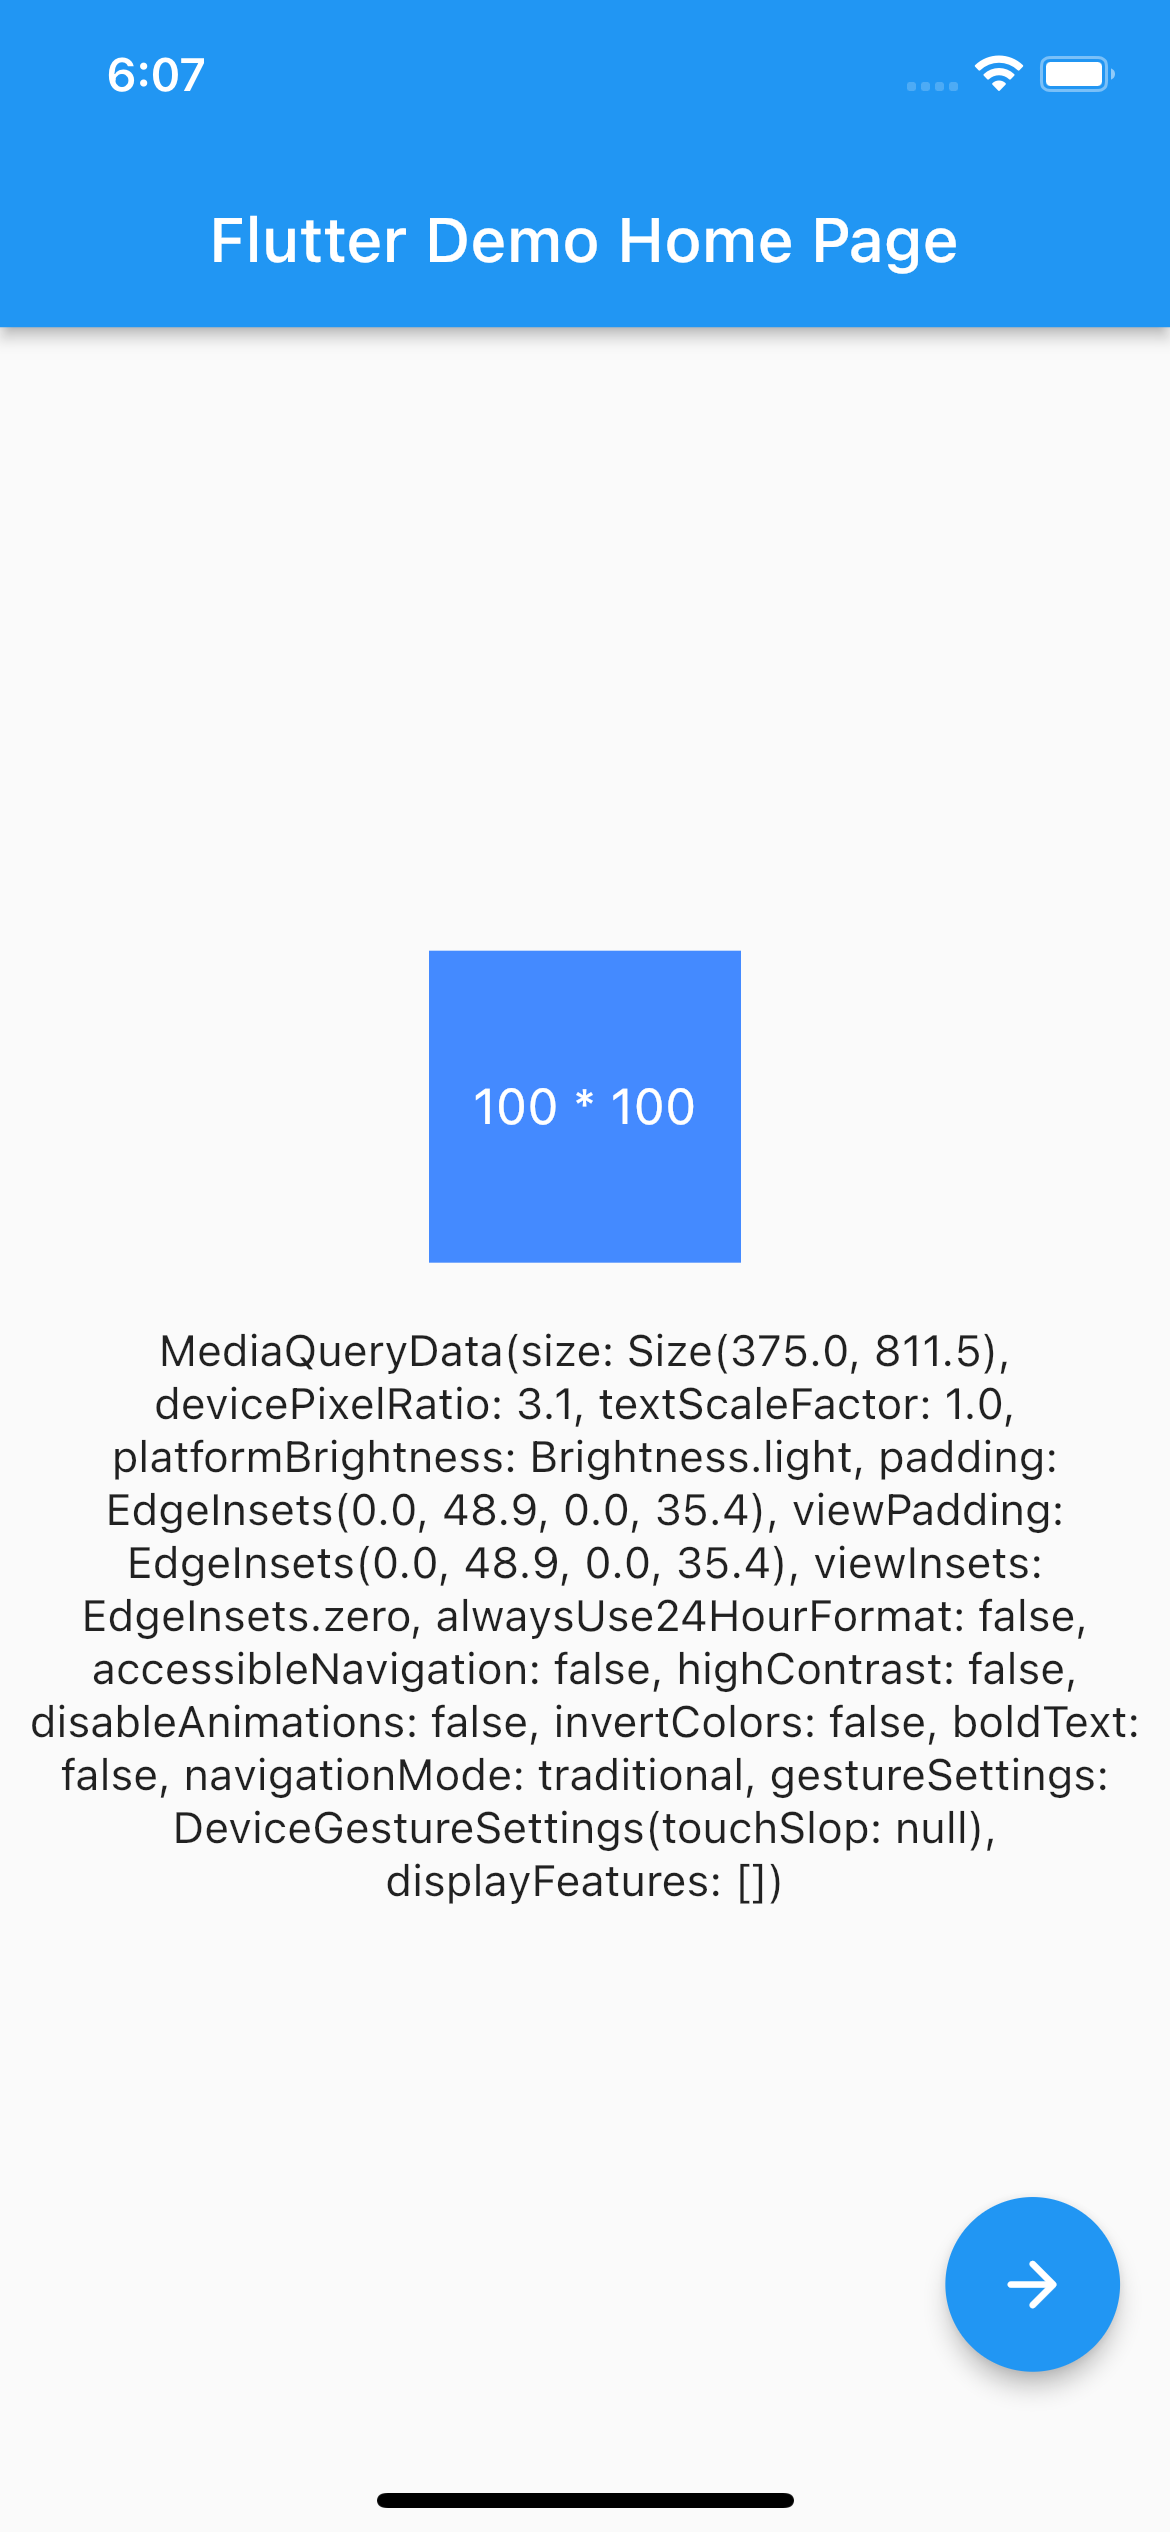 6:07
Flutter Demo Home Page
100 * 100
MediaQueryData(size: Size(375.0, 811.5),
devicePixelRatio: 3.1, textScaleFactor: 1.0,
platformBrightness: Brightness.light, padding:
EdgeInsets(0.0, 48.9, 0.0, 35.4), viewPadding:
EdgeInsets(0.0, 48.9, 0.0, 35.4), viewInsets:
EdgeInsets.zero, alwaysUse24HourFormat: false,
accessibleNavigation: false, highContrast: false,
disableAnimations: false, invertColors: false, boldText:
false, navigationMode: traditional, gestureSettings:
DeviceGestureSettings(touchSlop: null),
displayFeatures: [])